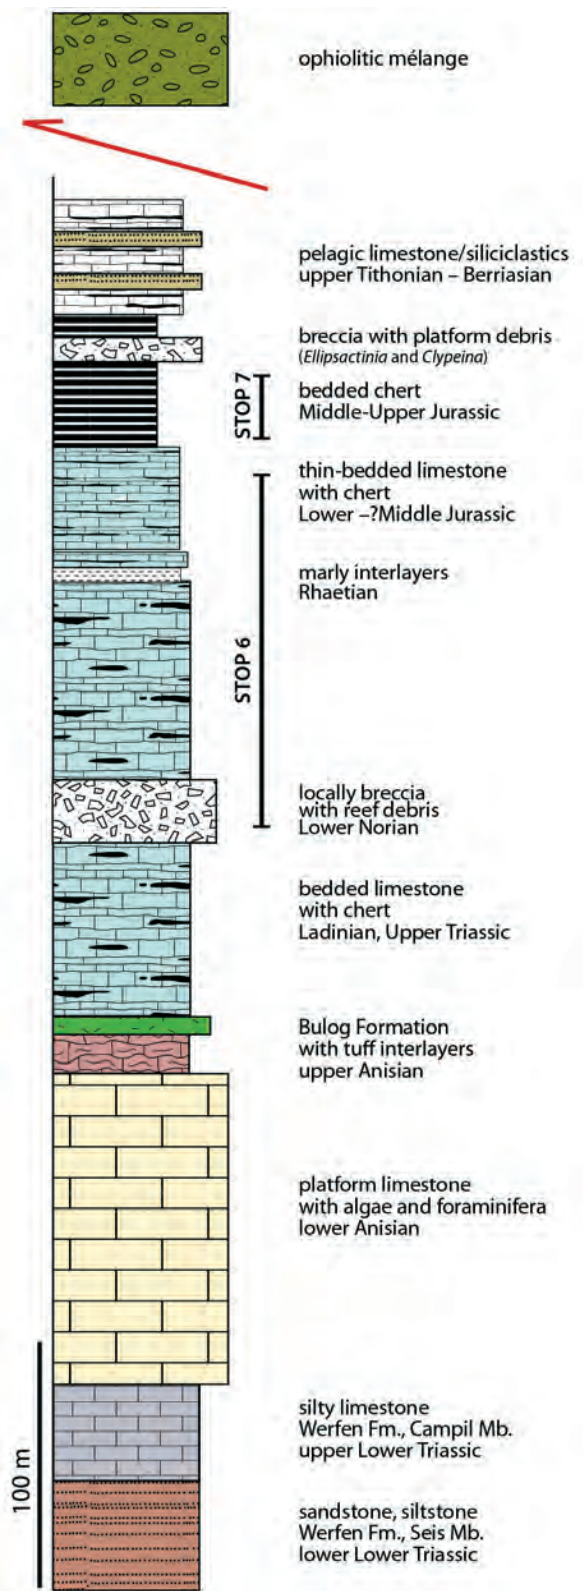 ophiolitic mélange
pelagic limestone/siliciclastics
upper Tithonian – Berriasian
breccia with platform debris
(Ellipsactinia and Clypeina)
STOP 7
bedded chert
Middle-Upper Jurassic
thin-bedded limestone
with chert
Lower –?Middle Jurassic
marly interlayers
Rhaetian
STOP 6
locally breccia
with reef debris
Lower Norian
bedded limestone
with chert
Ladinian, Upper Triassic
Bulog Formation
with tuff interlayers
upper Anisian
platform limestone
with algae and foraminifera
lower Anisian
silty limestone
Werfen Fm., Campil Mb.
upper Lower Triassic
100 m
sandstone, siltstone
Werfen Fm., Seis Mb.
lower Lower Triassic